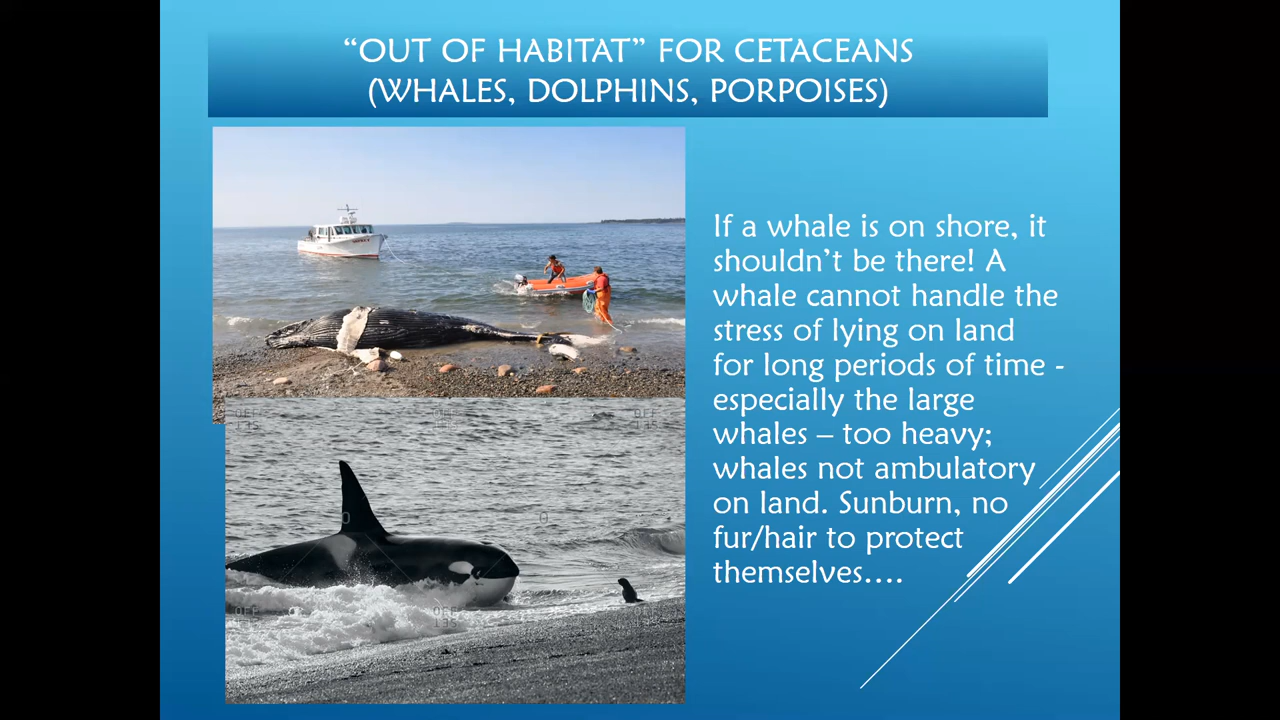 “OUT OF HABITAT” FOR CETACEANS
(WHALES, DOLPHINS, PORPOISES)
If a whale is on shore, it
shouldn’t be there! A
whale cannot handle the
stress of lying on land
for long periods of time -
especially the large
whales – too heavy;
whales not ambulatory
on land. Sunburn, no
fur/hair to protect
themselves….